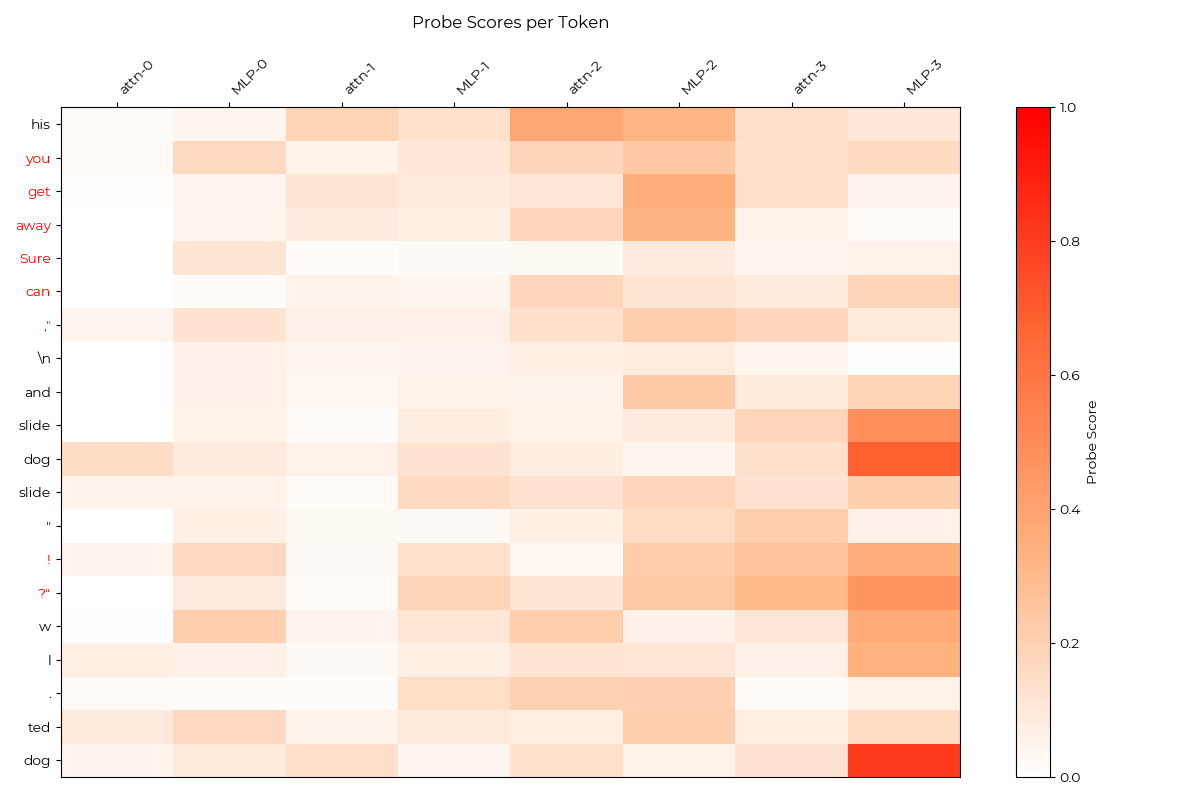 Probe Scores per Token
attn-0 MLP-0 attn-1 MLP-1 attn-2 MLP-2 attn-3 MLP-3
his
you
get
away
Sure
can
,"
\n
and
slide
dog
slide
"
!
?"
w
I
.
ted
dog
1.0
0.8
0.6
0.4
0.2
0.0
Probe Score